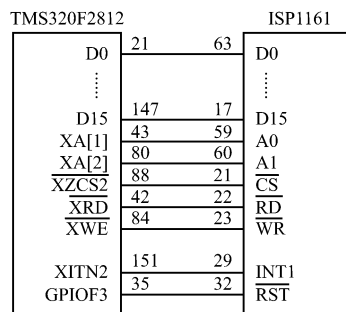 TMS320F2812 ISP1161
D0 21 63 D0
D15 147 17 D15
XA[1] 43 59 A0
XA[2] 80 60 A1
XZCS2 88 21 CS
XRD 42 22 RD
XWE 84 23 WR
XITN2 151 29 INT1
GPIOF3 35 32 RST